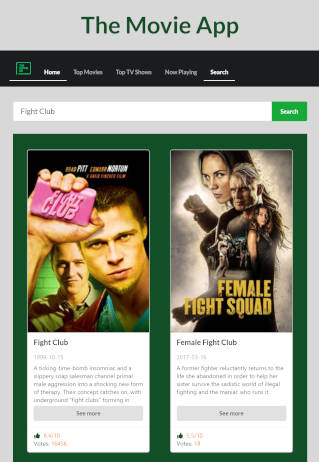 The Movie App
Home Top Movies Top TV Shows Now Playing Search
Fight Club Search
BRAD PITT EDWARD NORTON
A DAVID FINCHER FILM
FIGHT
CLUB
FEMALE
FIGHT SQUAD
Fight Club
1999-10-15
A ticking-time-bomb insomniac and a
slippery soap salesman channel primal
male aggression into a shocking new form
of therapy. Their concept catches on, with
underground "fight clubs" forming in
See more
8.4/10
Votes: 16456
Female Fight Club
2017-03-16
A former fighter reluctantly returns to the
life she abandoned in order to help her
sister survive the sadistic world of illegal
fighting and the maniac who runs it.
See more
5.5/10
Votes: 18